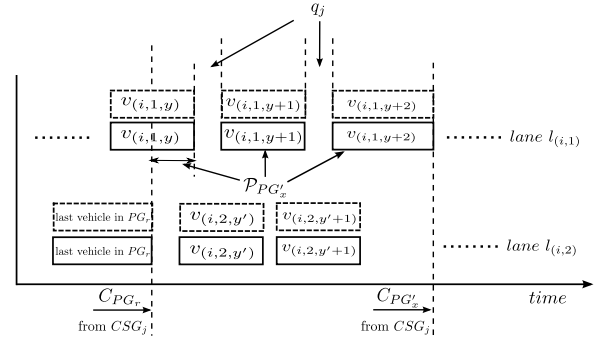 q_j
v_(i,1,y) v_(i,1,y+1) v_(i,1,y+2)
v_(i,1,y) v_(i,1,y+1) v_(i,1,y+2) lane l_(i,1)
𝒫_PG'_x
last vehicle in PG_r v_(i,2,y') v_(i,2,y'+1)
last vehicle in PG_r v_(i,2,y') v_(i,2,y'+1) lane l_(i,2)
C_PG_r C_PG'_x time
from CSG_j from CSG_j